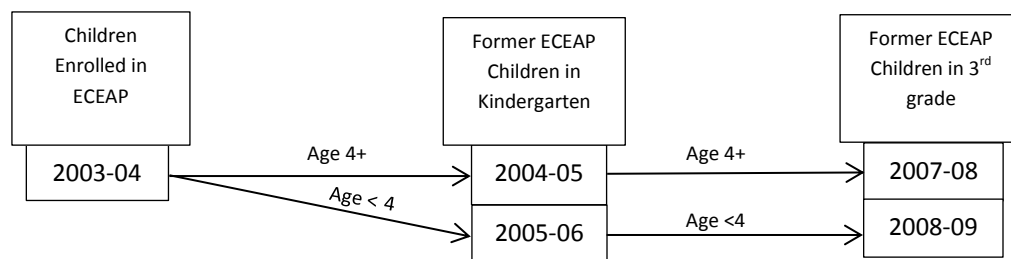 Children
Enrolled in
ECEAP
Former ECEAP
Children in
Kindergarten
Former ECEAP
Children in 3rd
grade
2003-04
Age 4+
2004-05
Age 4+
2007-08
Age < 4
2005-06
Age <4
2008-09